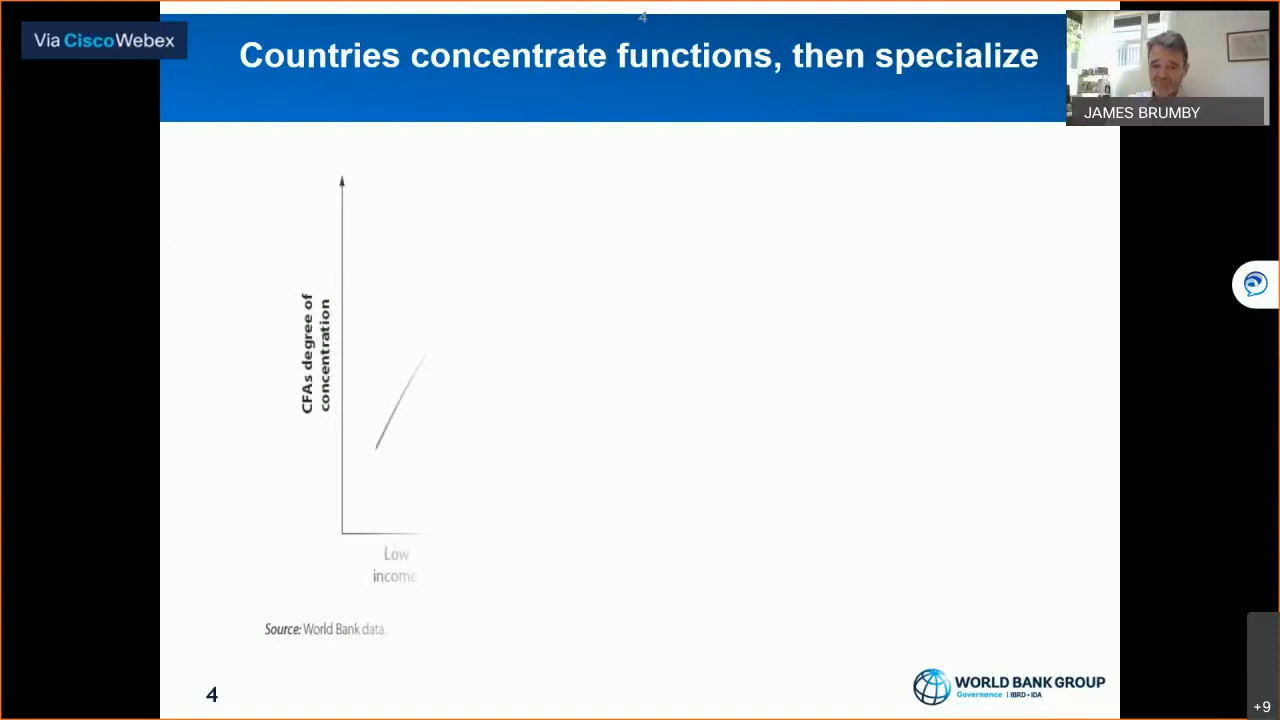 4
Via CiscoWebex
Countries concentrate functions, then specialize
JAMES BRUMBY
CFAs degree of
concentration
Low
income
Source: World Bank data.
4
WORLD BANK GROUP
Governance | IBRD • IDA
+9